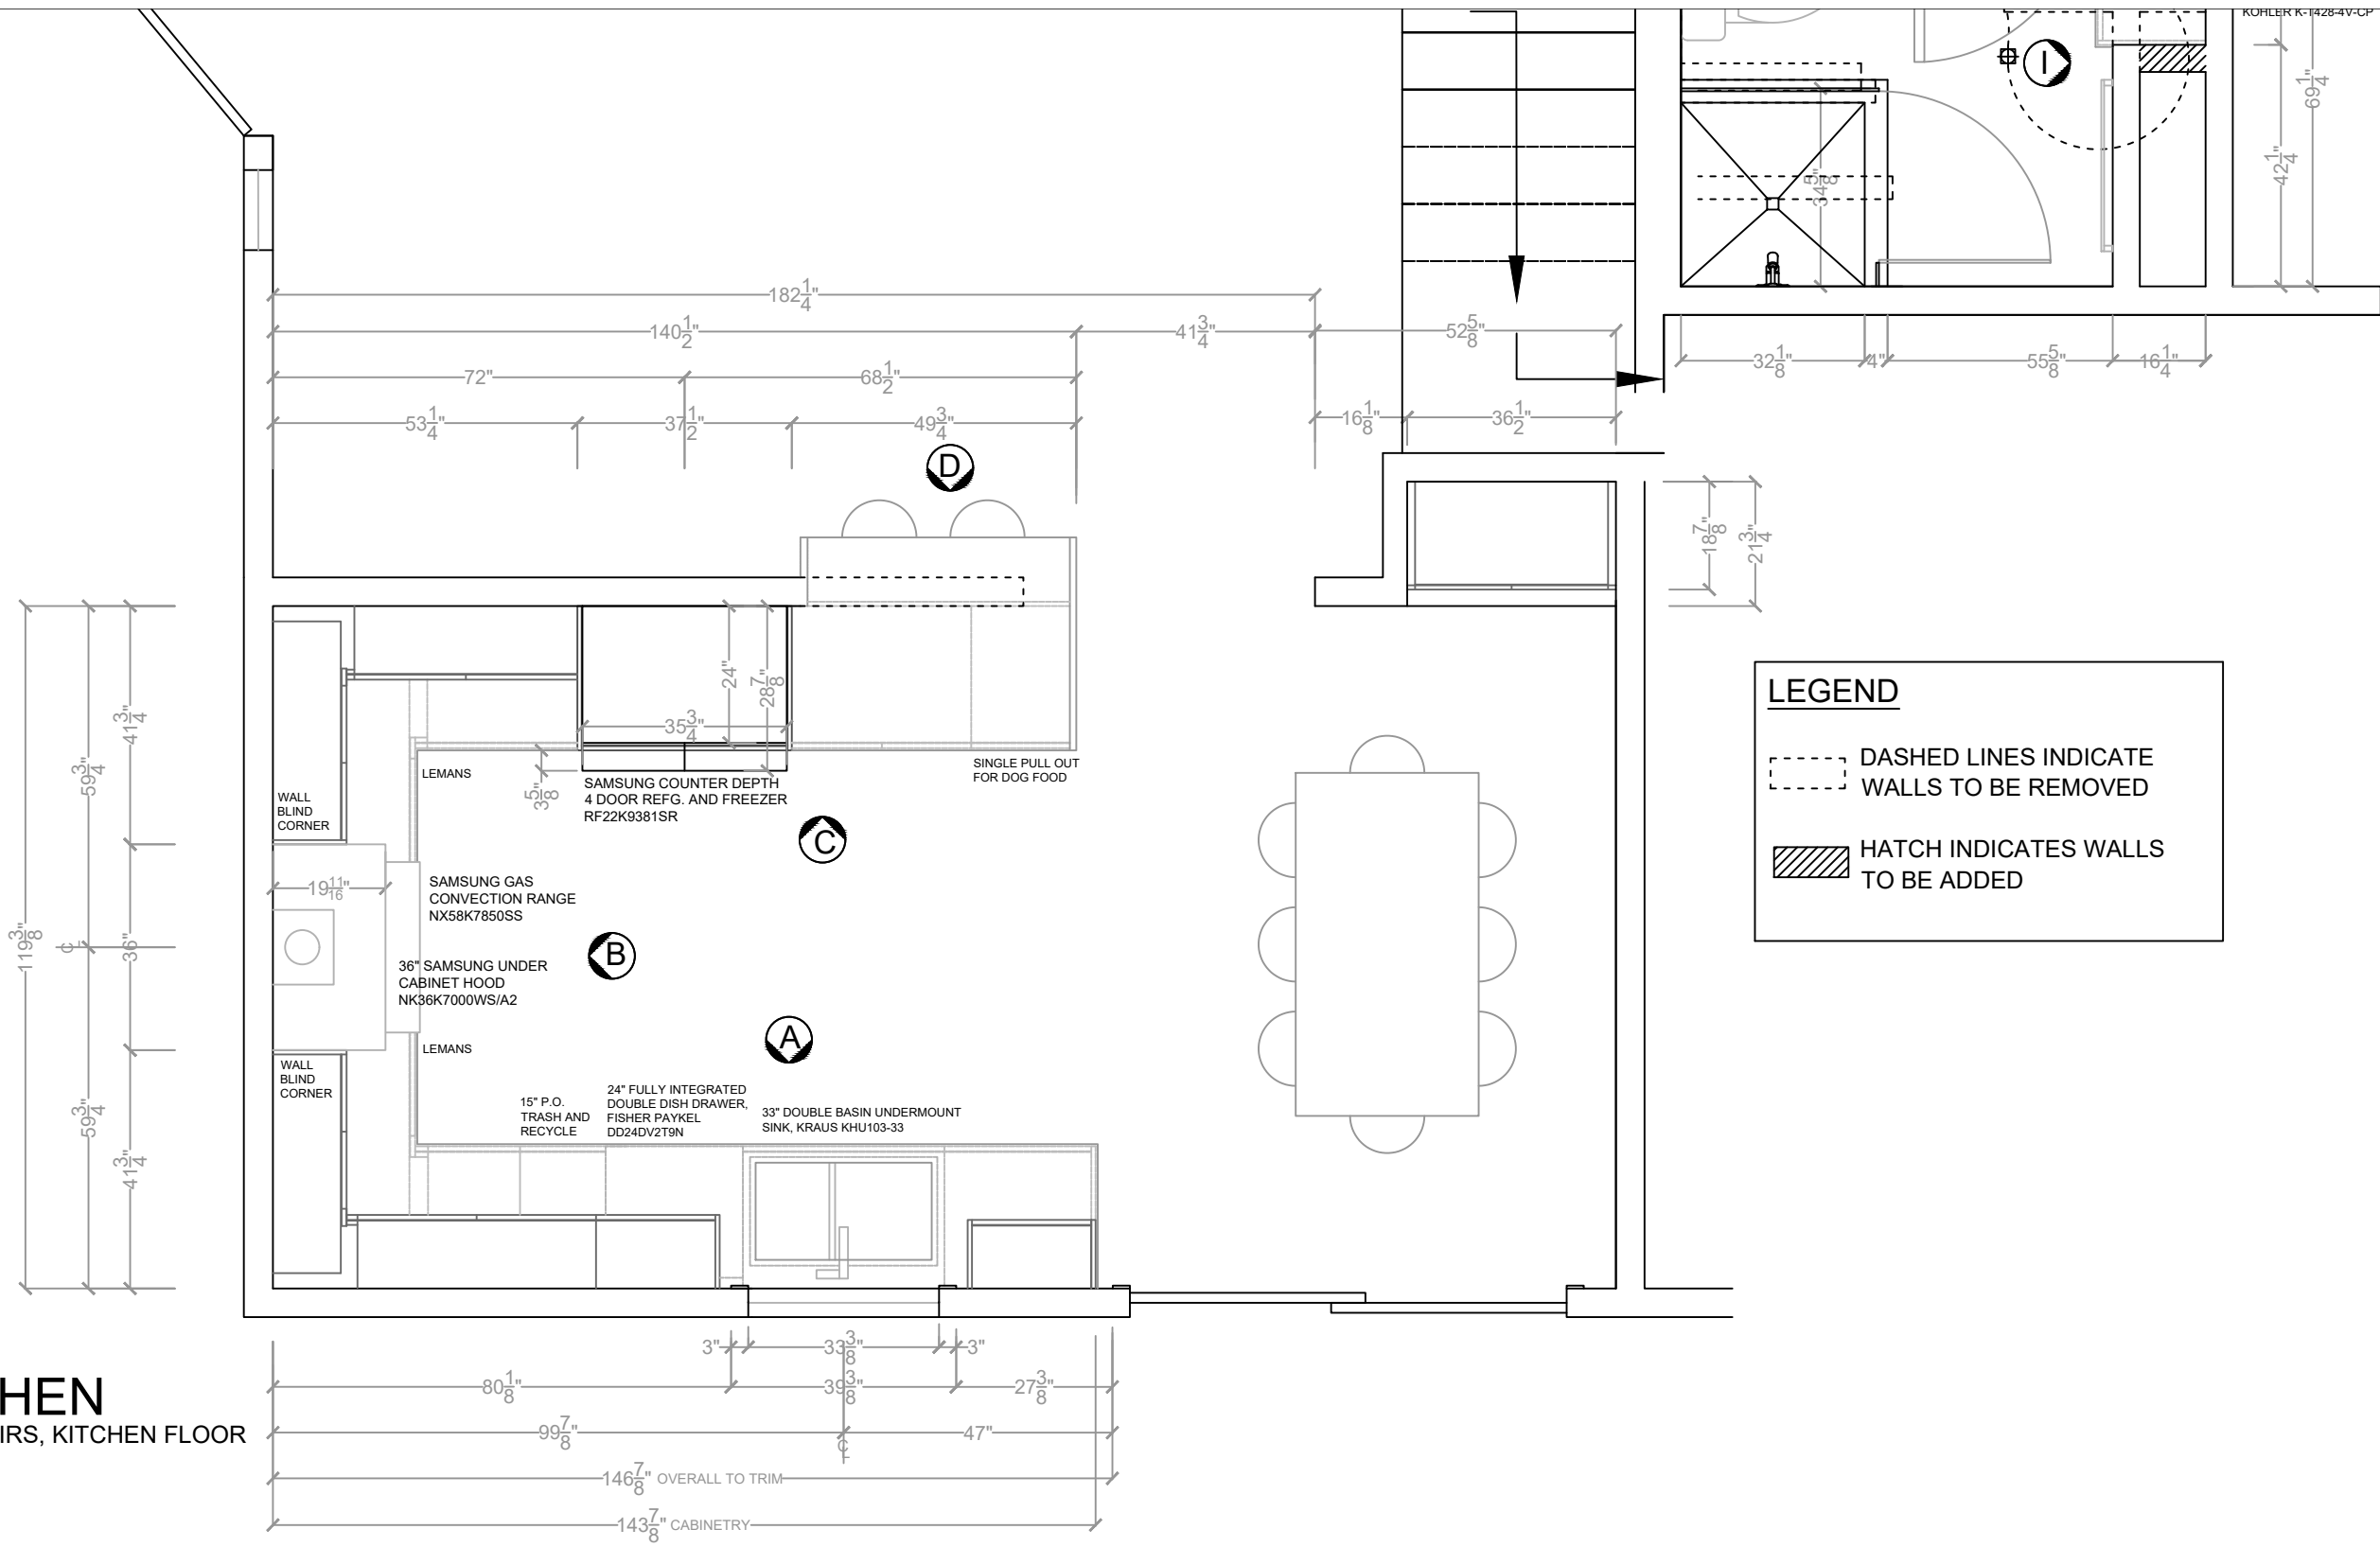 KOHLER K-1428-4V-CP
I
69 1/4"
42 1/4"
34 5/8"
182 1/4"
140 1/2"
41 3/4"
52 5/8"
32 1/8"
4"
55 5/8"
16 1/4"
72"
68 1/2"
53 1/4"
37 1/2"
49 3/4"
16 1/8"
36 1/2"
D
18 7/8"
21 3/4"
24"
28 7/8"
35 3/4"
3 5/8"
LEMANS
SAMSUNG COUNTER DEPTH
4 DOOR REFG. AND FREEZER
RF22K9381SR
SINGLE PULL OUT
FOR DOG FOOD
WALL
BLIND
CORNER
C
LEGEND
DASHED LINES INDICATE
WALLS TO BE REMOVED
HATCH INDICATES WALLS
TO BE ADDED
41 3/4"
59 3/4"
119 3/8"
36"
CL
59 3/4"
41 3/4"
19 11/16"
SAMSUNG GAS
CONVECTION RANGE
NX58K7850SS
B
36" SAMSUNG UNDER
CABINET HOOD
NK36K7000WS/A2
A
LEMANS
WALL
BLIND
CORNER
15" P.O.
TRASH AND
RECYCLE
24" FULLY INTEGRATED
DOUBLE DISH DRAWER,
FISHER PAYKEL
DD24DV2T9N
33" DOUBLE BASIN UNDERMOUNT
SINK, KRAUS KHU103-33
3"
33 3/8"
3"
80 1/8"
39 3/8"
27 3/8"
99 7/8"
CL
47"
146 7/8" OVERALL TO TRIM
143 7/8" CABINETRY
HEN
IRS, KITCHEN FLOOR